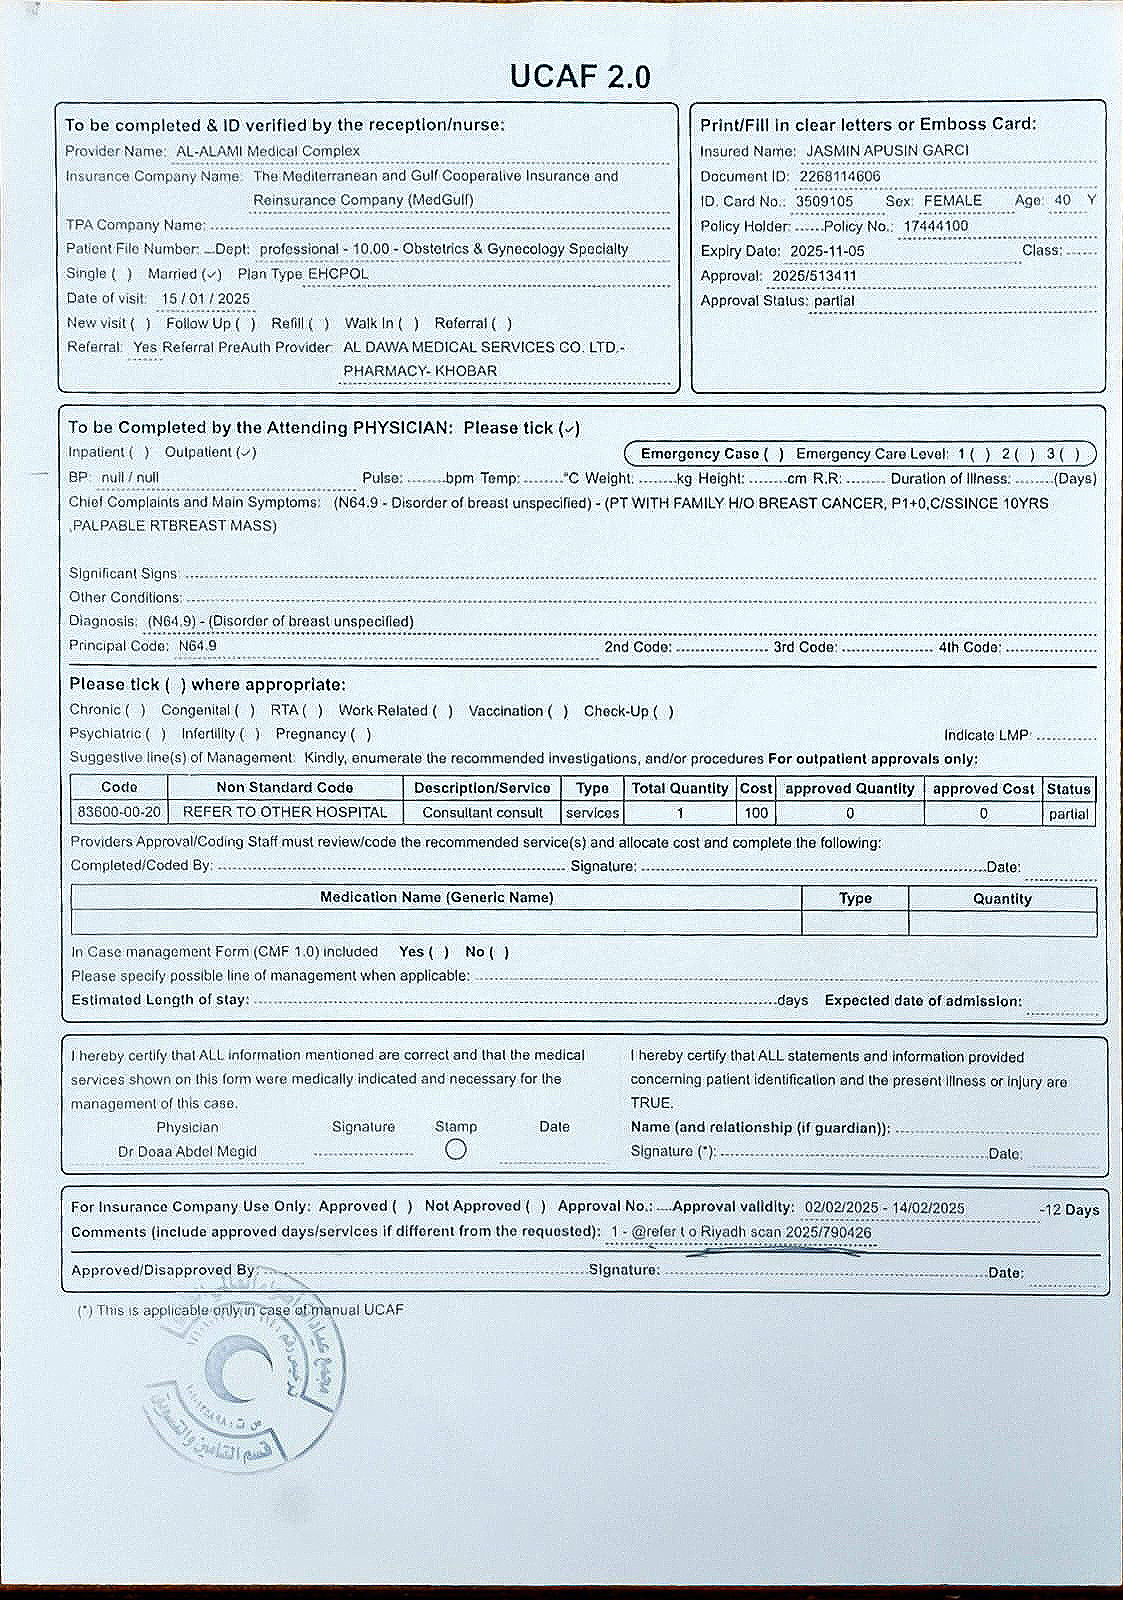 UCAF 2.0
To be completed & ID verified by the reception/nurse:
Provider Name: AL-ALAMI Medical Complex
Insurance Company Name: The Mediterranean and Gulf Cooperative Insurance and
Reinsurance Company (MedGulf)
TPA Company Name:
Patient File Number: Dept: professional - 10.00 - Obstetrics & Gynecology Specialty
Single ( ) Married (✓) Plan Type EHCPOL
Date of visit: 15 / 01 / 2025
New visit ( ) Follow Up ( ) Refill ( ) Walk In ( ) Referral ( )
Referral: Yes Referral PreAuth Provider: AL DAWA MEDICAL SERVICES CO. LTD.-
PHARMACY- KHOBAR
Print/Fill in clear letters or Emboss Card:
Insured Name: JASMIN APUSIN GARCI
Document ID: 2268114606
ID. Card No.: 3509105 Sex: FEMALE Age: 40 Y
Policy Holder: ......Policy No.: 17444100
Expiry Date: 2025-11-05 Class:
Approval: 2025/513411
Approval Status: partial
To be Completed by the Attending PHYSICIAN: Please tick (✓)
Inpatient ( ) Outpatient (✓) Emergency Case ( ) Emergency Care Level: 1 ( ) 2 ( ) 3 ( )
BP: null / null Pulse: ........bpm Temp: .......°C Weight: .......kg Height: .......cm R.R: ........ Duration of Illness: .......(Days)
Chief Complaints and Main Symptoms: (N64.9 - Disorder of breast unspecified) - (PT WITH FAMILY H/O BREAST CANCER, P1+0,C/SSINCE 10YRS
,PALPABLE RTBREAST MASS)
Significant Signs:
Other Conditions:
Diagnosis: (N64.9) - (Disorder of breast unspecified)
Principal Code: N64.9 2nd Code: 3rd Code: 4th Code:
Please tick ( ) where appropriate:
Chronic ( ) Congenital ( ) RTA ( ) Work Related ( ) Vaccination ( ) Check-Up ( )
Psychiatric ( ) Infertility ( ) Pregnancy ( ) Indicate LMP:
Suggestive line(s) of Management: Kindly, enumerate the recommended investigations, and/or procedures For outpatient approvals only:
Code Non Standard Code Description/Service Type Total Quantity Cost approved Quantity approved Cost Status
83600-00-20 REFER TO OTHER HOSPITAL Consultant consult services 1 100 0 0 partial
Providers Approval/Coding Staff must review/code the recommended service(s) and allocate cost and complete the following:
Completed/Coded By: Signature: Date:
Medication Name (Generic Name) Type Quantity
In Case management Form (CMF 1.0) included Yes ( ) No ( )
Please specify possible line of management when applicable:
Estimated Length of stay: days Expected date of admission:
I hereby certify that ALL information mentioned are correct and that the medical
services shown on this form were medically indicated and necessary for the
management of this case.
Physician Signature Stamp Date
Dr Doaa Abdel Megid
I hereby certify that ALL statements and information provided
concerning patient identification and the present illness or injury are
TRUE.
Name (and relationship (if guardian)):
Signature (*): Date:
For Insurance Company Use Only: Approved ( ) Not Approved ( ) Approval No.: Approval validity: 02/02/2025 - 14/02/2025 -12 Days
Comments (include approved days/services if different from the requested): 1 - @refer t o Riyadh scan 2025/790426
Approved/Disapproved By: Signature: Date:
(*) This is applicable only in case of manual UCAF
قسم التأمين والتسويق